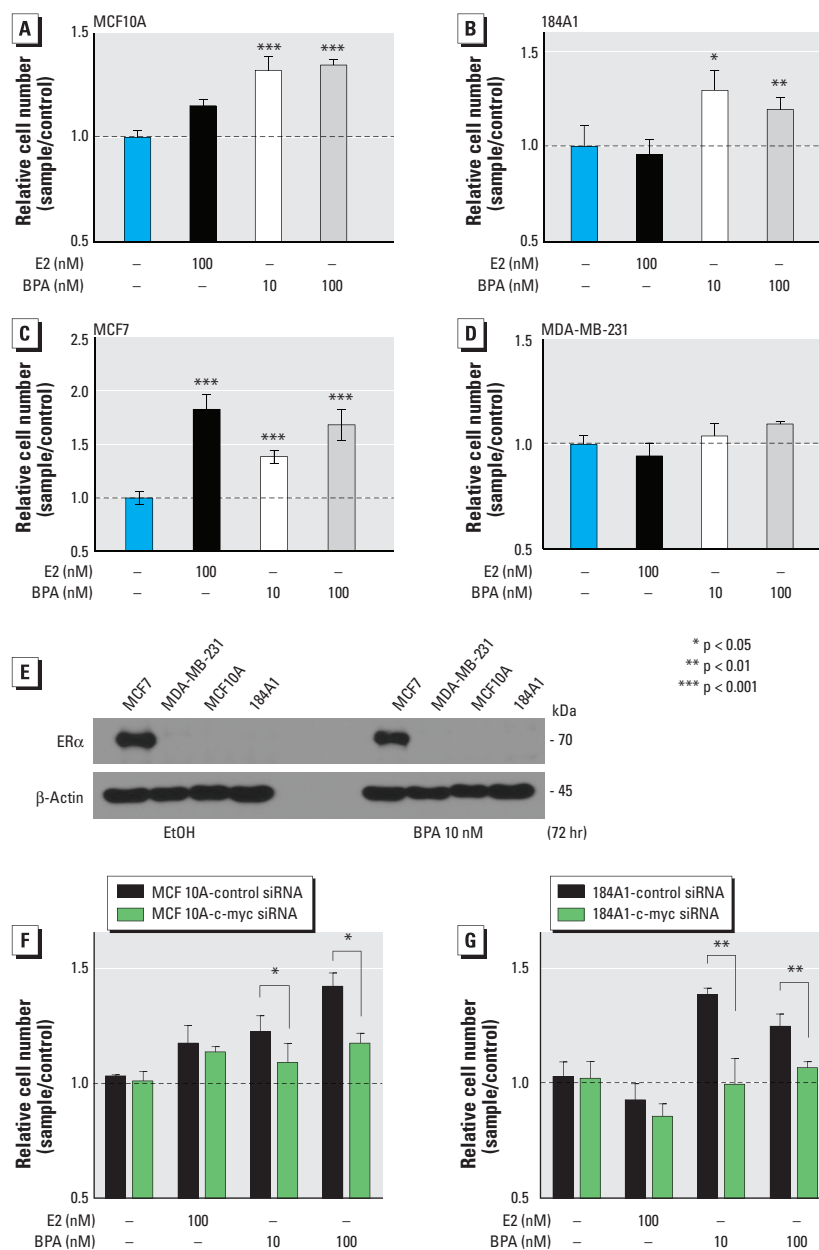 A
MCF10A
Relative cell number
(sample/control)
1.5
1.0
0.5
***
***
E2 (nM) – 100 – –
BPA (nM) – – 10 100
B
184A1
Relative cell number
(sample/control)
1.5
1.0
0.5
*
**
E2 (nM) – 100 – –
BPA (nM) – – 10 100
C
MCF7
Relative cell number
(sample/control)
2.5
2.0
1.5
1.0
0.5
***
***
***
E2 (nM) – 100 – –
BPA (nM) – – 10 100
D
MDA-MB-231
Relative cell number
(sample/control)
1.5
1.0
0.5
E2 (nM) – 100 – –
BPA (nM) – – 10 100
* p < 0.05
** p < 0.01
*** p < 0.001
E
MCF7 MDA-MB-231 MCF10A 184A1 MCF7 MDA-MB-231 MCF10A 184A1
kDa
ERα - 70
β-Actin - 45
EtOH BPA 10 nM (72 hr)
F
MCF 10A-control siRNA
MCF 10A-c-myc siRNA
Relative cell number
(sample/control)
1.5
1.0
0.5
*
*
E2 (nM) – 100 – –
BPA (nM) – – 10 100
G
184A1-control siRNA
184A1-c-myc siRNA
Relative cell number
(sample/control)
1.5
1.0
0.5
**
**
E2 (nM) – 100 – –
BPA (nM) – – 10 100